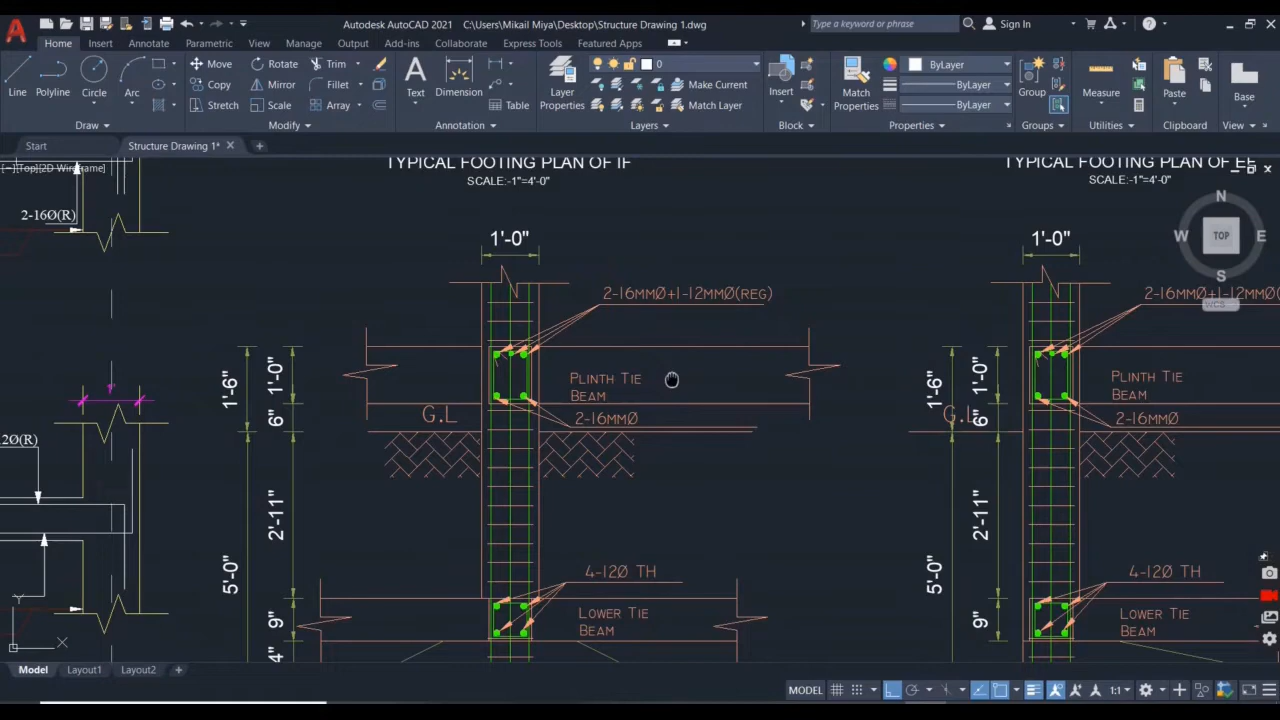 Autodesk AutoCAD 2021 C:\Users\Mikail Miya\Desktop\Structure Drawing 1.dwg
Type a keyword or phrase
Sign In
Home Insert Annotate Parametric View Manage Output Add-ins Collaborate Express Tools Featured Apps
Line Polyline Circle Arc
Draw
Move Rotate Trim
Copy Mirror Fillet
Stretch Scale Array
Modify
Text Dimension Table
Annotation
Layer Properties
0
Make Current
Match Layer
Layers
Insert
Block
Match Properties
ByLayer
ByLayer
ByLayer
Properties
Group
Groups
Measure
Utilities
Paste
Clipboard
Base
View
Start Structure Drawing 1*
[−][Top][2D Wireframe]
TYPICAL FOOTING PLAN OF IF
SCALE:-1"=4'-0"
TYPICAL FOOTING PLAN OF EF
SCALE:-1"=4'-0"
N
W TOP E
S
WCS
2-16Ø(R)
1'-0"
1'-0"
2-16MMØ+1-12MMØ(REG)
2-16MMØ+1-12MMØ(REG)
1'-6"
1'-0"
PLINTH TIE
BEAM
6"
G.L
2-16MMØ
1'-6"
1'-0"
PLINTH TIE
BEAM
6"
G.L
2-16MMØ
2Ø(R)
2'-11"
2'-11"
5'-0"
5'-0"
4-12Ø TH
4-12Ø TH
9"
LOWER TIE
BEAM
9"
LOWER TIE
BEAM
4"
Y
X
Model Layout1 Layout2
MODEL 1:1